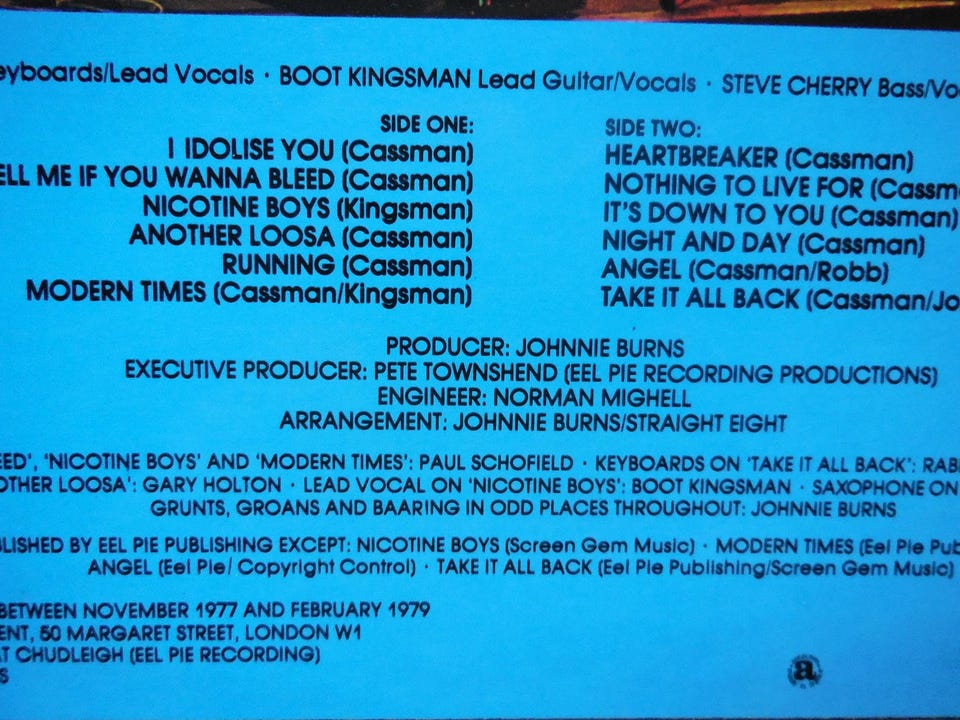 eyboards/Lead Vocals · BOOT KINGSMAN Lead Guitar/Vocals · STEVE CHERRY Bass/Vo
SIDE ONE:
I IDOLISE YOU (Cassman)
ELL ME IF YOU WANNA BLEED (Cassman)
NICOTINE BOYS (Kingsman)
ANOTHER LOOSA (Cassman)
RUNNING (Cassman)
MODERN TIMES (Cassman/Kingsman)
SIDE TWO:
HEARTBREAKER (Cassman)
NOTHING TO LIVE FOR (Cassm
IT'S DOWN TO YOU (Cassman)
NIGHT AND DAY (Cassman)
ANGEL (Cassman/Robb)
TAKE IT ALL BACK (Cassman/Jo
PRODUCER: JOHNNIE BURNS
EXECUTIVE PRODUCER: PETE TOWNSHEND (EEL PIE RECORDING PRODUCTIONS)
ENGINEER: NORMAN MIGHELL
ARRANGEMENT: JOHNNIE BURNS/STRAIGHT EIGHT
EED', 'NICOTINE BOYS' AND 'MODERN TIMES': PAUL SCHOFIELD · KEYBOARDS ON 'TAKE IT ALL BACK': RAB
OTHER LOOSA': GARY HOLTON · LEAD VOCAL ON 'NICOTINE BOYS': BOOT KINGSMAN · SAXOPHONE ON
GRUNTS, GROANS AND BAARING IN ODD PLACES THROUGHOUT: JOHNNIE BURNS
BLISHED BY EEL PIE PUBLISHING EXCEPT: NICOTINE BOYS (Screen Gem Music) · MODERN TIMES (Eel Pie Pub
ANGEL (Eel Pie/ Copyright Control) · TAKE IT ALL BACK (Eel Pie Publishing/Screen Gem Music)
BETWEEN NOVEMBER 1977 AND FEBRUARY 1979
ENT, 50 MARGARET STREET, LONDON W1
AT CHUDLEIGH (EEL PIE RECORDING)
S
a